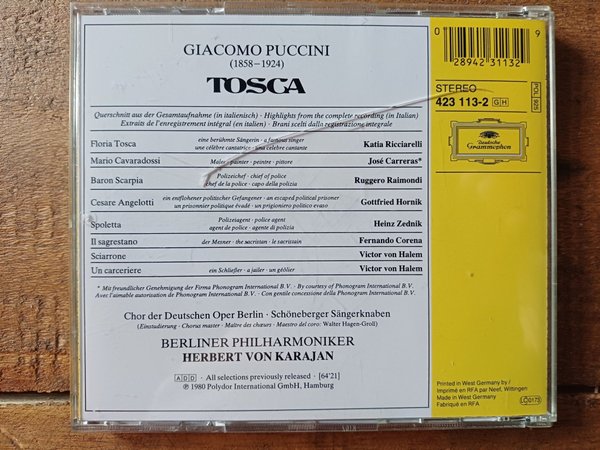 GIACOMO PUCCINI
(1858–1924)
TOSCA
Querschnitt aus der Gesamtaufnahme (in italienisch) · Highlights from the complete recording (in Italian)
Extraits de l'enregistrement intégral (en italien) · Brani scelti dalla registrazione integrale
Floria Tosca eine berühmte Sängerin · a famous singer Katia Ricciarelli
une célèbre cantatrice · una celebre cantante
Mario Cavaradossi Maler · painter · peintre · pittore José Carreras*
Baron Scarpia Polizeichef · chief of police Ruggero Raimondi
chef de la police · capo della polizia
Cesare Angelotti ein entflohener politischer Gefangener · an escaped political prisoner Gottfried Hornik
un prisonnier politique évadé · un prigioniero politico evaso
Spoletta Polizeiagent · police agent Heinz Zednik
agent de police · agente di polizia
Il sagrestano der Mesner · the sacristan · le sacristain Fernando Corena
Sciarrone Victor von Halem
Un carceriere ein Schließer · a jailer · un geôlier Victor von Halem
* Mit freundlicher Genehmigung der Firma Phonogram International B.V. · By courtesy of Phonogram International B.V.
Avec l'aimable autorisation de Phonogram International B.V. · Con gentile concessione della Phonogram International B.V.
Chor der Deutschen Oper Berlin · Schöneberger Sängerknaben
(Einstudierung · Chorus master · Maître des chœurs · Maestro del coro: Walter Hagen-Groll)
BERLINER PHILHARMONIKER
HERBERT VON KARAJAN
ADD · All selections previously released · [64'21]
℗ 1980 Polydor International GmbH, Hamburg
0 28942 31132 9
STEREO
423 113-2 GH
POL 925
Deutsche
Grammophon
Printed in West Germany by /
Imprimé en RFA par Neef, Wittingen
Made in West Germany
Fabriqué en RFA
LC0173